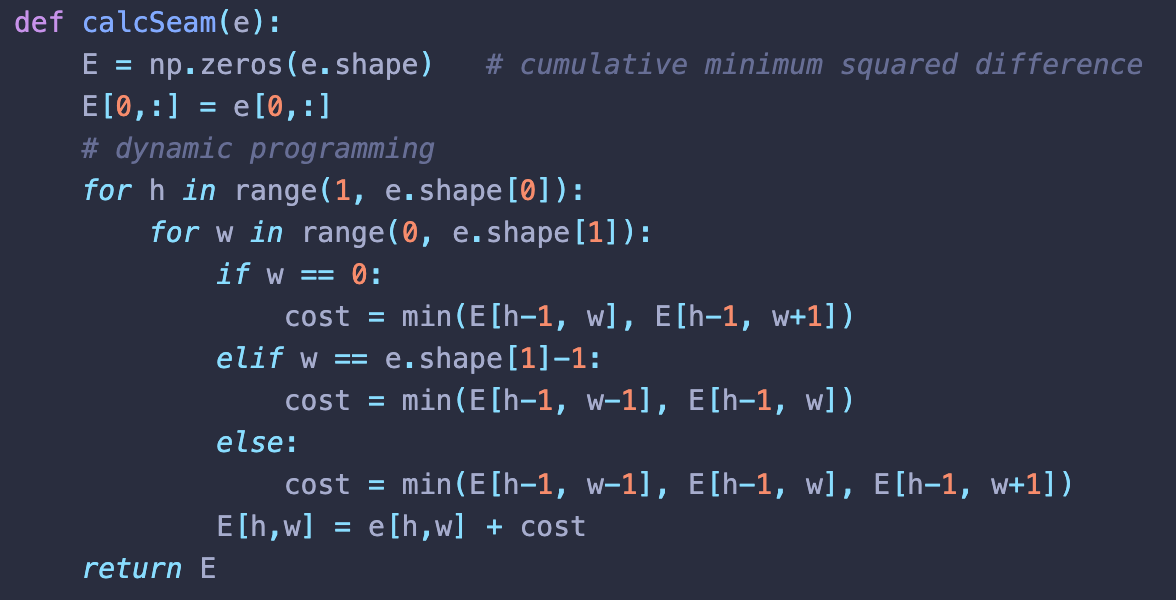 def calcSeam(e):
    E = np.zeros(e.shape)   # cumulative minimum squared difference
    E[0,:] = e[0,:]
    # dynamic programming
    for h in range(1, e.shape[0]):
        for w in range(0, e.shape[1]):
            if w == 0:
                cost = min(E[h-1, w], E[h-1, w+1])
            elif w == e.shape[1]-1:
                cost = min(E[h-1, w-1], E[h-1, w])
            else:
                cost = min(E[h-1, w-1], E[h-1, w], E[h-1, w+1])
            E[h,w] = e[h,w] + cost
    return E